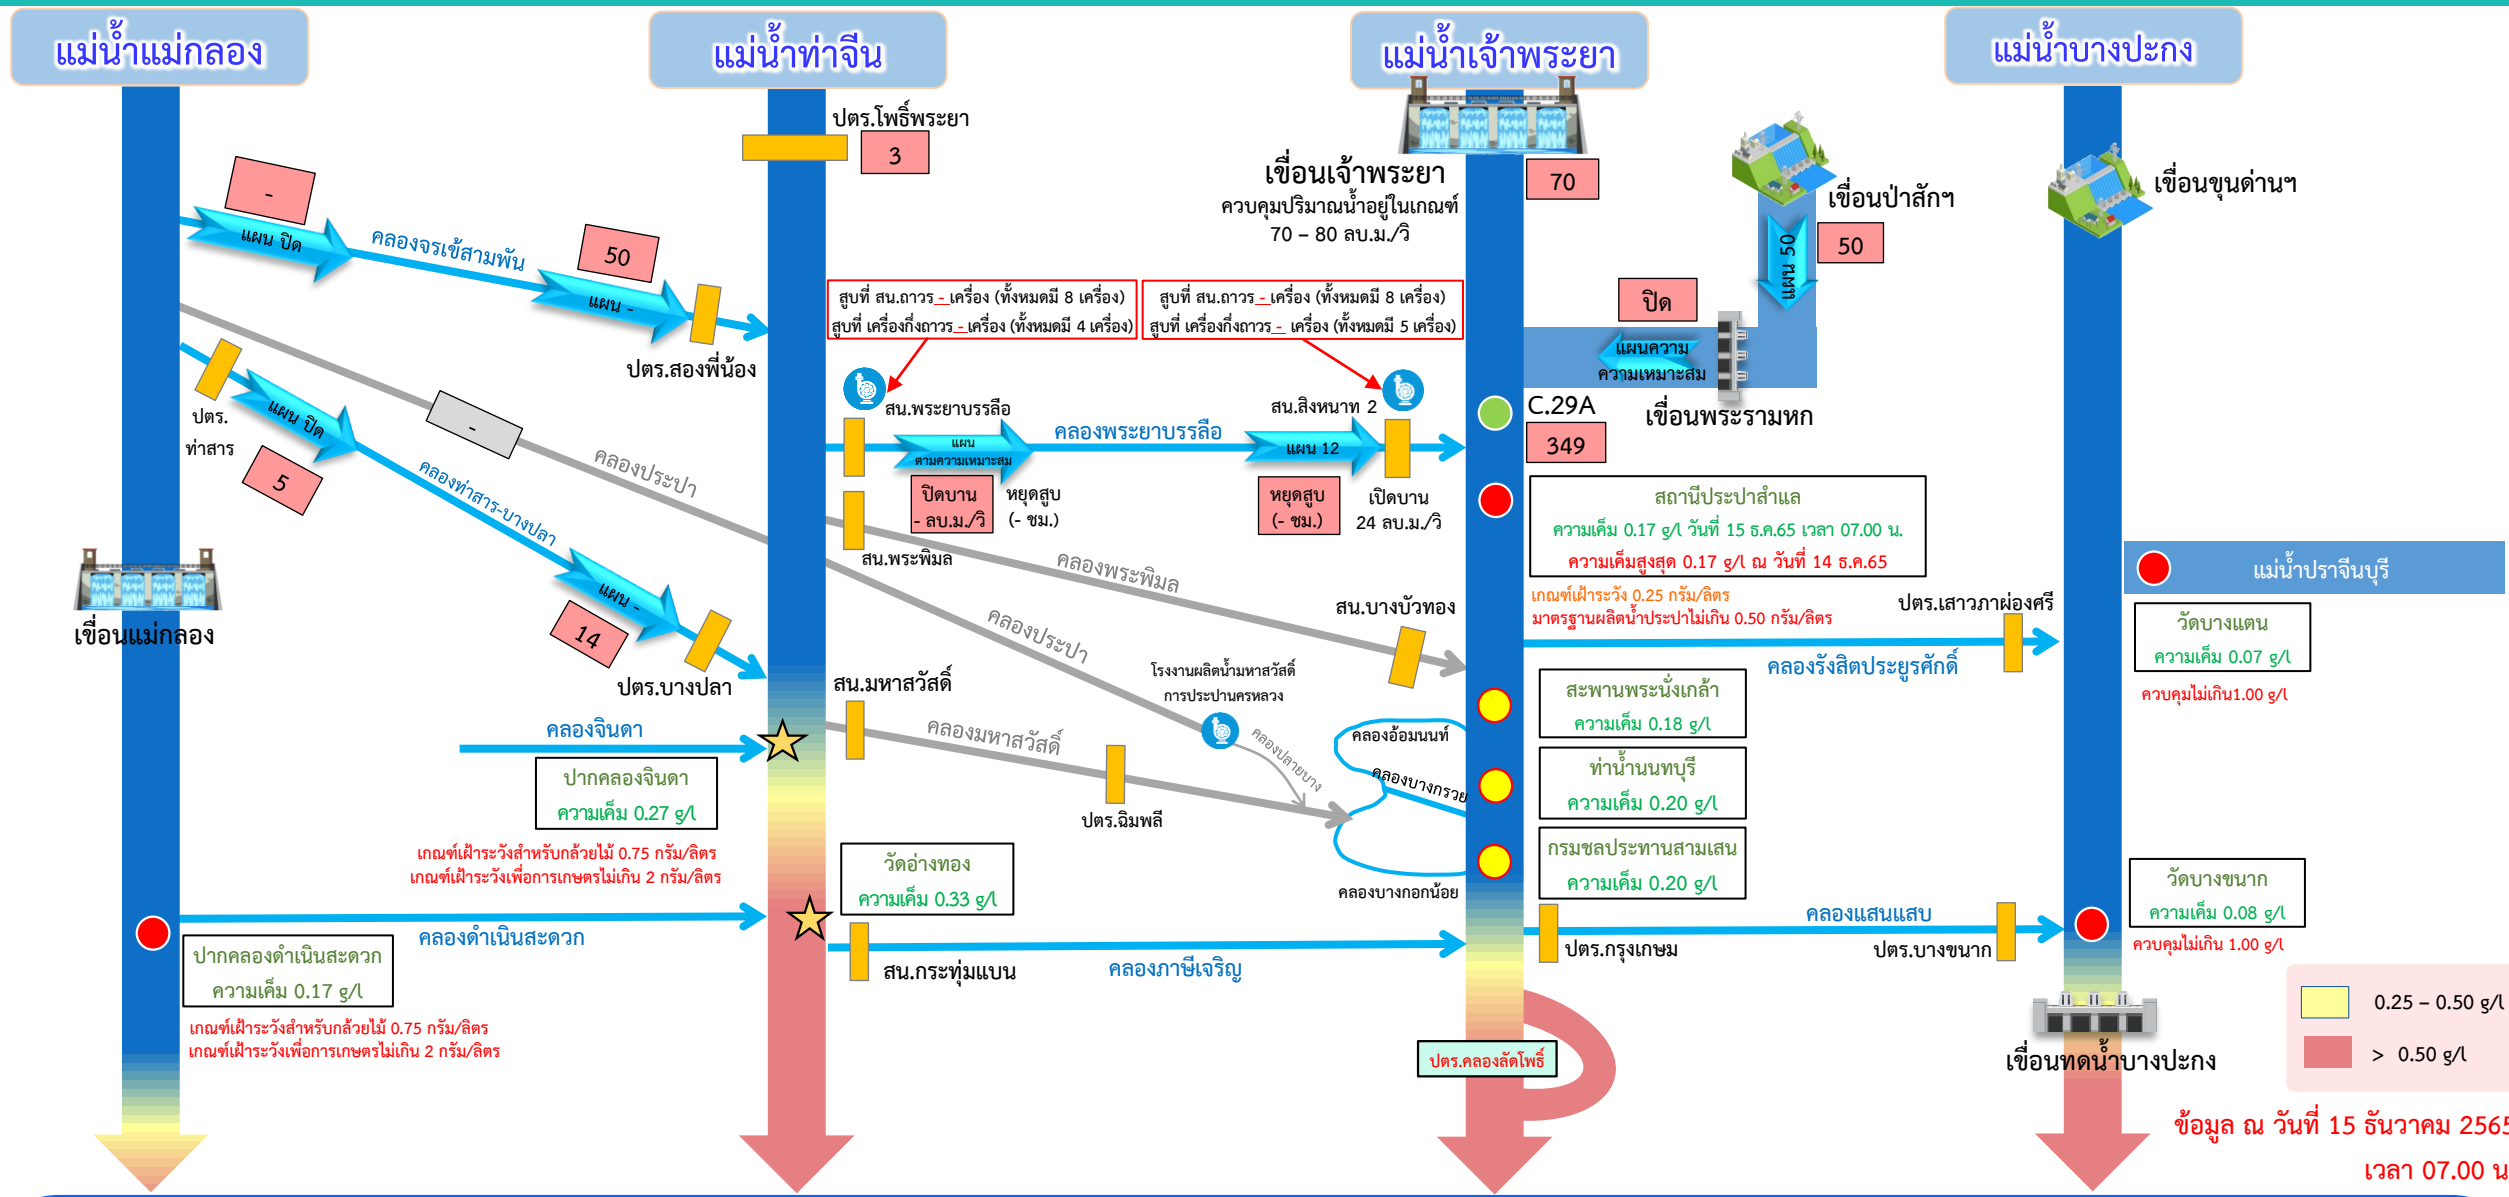 แม่น้ำแม่กลอง
แม่น้ำท่าจีน
แม่น้ำเจ้าพระยา
แม่น้ำบางปะกง
ปตร.โพธิ์พระยา
3
เขื่อนเจ้าพระยา
ควบคุมปริมาณน้ำอยู่ในเกณฑ์
70 – 80 ลบ.ม./วิ
70
เขื่อนป่าสักฯ
แผน 50
50
เขื่อนขุนด่านฯ
-
แผน ปิด
คลองจรเข้สามพัน
50
แผน -
ปตร.สองพี่น้อง
สูบที่ สน.ถาวร - เครื่อง (ทั้งหมดมี 8 เครื่อง)
สูบที่ เครื่องกึ่งถาวร - เครื่อง (ทั้งหมดมี 4 เครื่อง)
สูบที่ สน.ถาวร - เครื่อง (ทั้งหมดมี 8 เครื่อง)
สูบที่ เครื่องกึ่งถาวร - เครื่อง (ทั้งหมดมี 5 เครื่อง)
ปิด
แผนความ
ความเหมาะสม
เขื่อนพระรามหก
ปตร.
ท่าสาร
แผน ปิด
5
คลองท่าสาร-บางปลา
-
คลองประปา
สน.พระยาบรรลือ
แผน
ตามความเหมาะสม
คลองพระยาบรรลือ
สน.สิงหนาท 2
แผน 12
C.29A
349
ปิดบาน
- ลบ.ม./วิ
หยุดสูบ
(- ชม.)
หยุดสูบ
(- ชม.)
เปิดบาน
24 ลบ.ม./วิ
สถานีประปาสำแล
ความเค็ม 0.17 g/l วันที่ 15 ธ.ค.65 เวลา 07.00 น.
ความเค็มสูงสุด 0.17 g/l ณ วันที่ 14 ธ.ค.65
เกณฑ์เฝ้าระวัง 0.25 กรัม/ลิตร
มาตรฐานผลิตน้ำประปาไม่เกิน 0.50 กรัม/ลิตร
สน.พระพิมล
คลองพระพิมล
สน.บางบัวทอง
ปตร.เสาวภาผ่องศรี
แม่น้ำปราจีนบุรี
เขื่อนแม่กลอง
แผน -
14
ปตร.บางปลา
คลองประปา
คลองรังสิตประยูรศักดิ์
วัดบางแตน
ความเค็ม 0.07 g/l
ควบคุมไม่เกิน1.00 g/l
สน.มหาสวัสดิ์
โรงงานผลิตน้ำมหาสวัสดิ์
การประปานครหลวง
สะพานพระนั่งเกล้า
ความเค็ม 0.18 g/l
คลองจินดา
คลองมหาสวัสดิ์
คลองปลายบาง
คลองอ้อมนนท์
คลองบางกรวย
ปากคลองจินดา
ความเค็ม 0.27 g/l
ปตร.ฉิมพลี
ท่าน้ำนนทบุรี
ความเค็ม 0.20 g/l
เกณฑ์เฝ้าระวังสำหรับกล้วยไม้ 0.75 กรัม/ลิตร
เกณฑ์เฝ้าระวังเพื่อการเกษตรไม่เกิน 2 กรัม/ลิตร
วัดอ่างทอง
ความเค็ม 0.33 g/l
คลองบางกอกน้อย
กรมชลประทานสามเสน
ความเค็ม 0.20 g/l
วัดบางขนาก
ความเค็ม 0.08 g/l
ควบคุมไม่เกิน 1.00 g/l
คลองดำเนินสะดวก
ปากคลองดำเนินสะดวก
ความเค็ม 0.17 g/l
เกณฑ์เฝ้าระวังสำหรับกล้วยไม้ 0.75 กรัม/ลิตร
เกณฑ์เฝ้าระวังเพื่อการเกษตรไม่เกิน 2 กรัม/ลิตร
สน.กระทุ่มแบน
คลองภาษีเจริญ
ปตร.กรุงเกษม
คลองแสนแสบ
ปตร.บางขนาก
ปตร.คลองลัดโพธิ์
เขื่อนทดน้ำบางปะกง
0.25 – 0.50 g/l
> 0.50 g/l
ข้อมูล ณ วันที่ 15 ธันวาคม 2565
เวลา 07.00 น